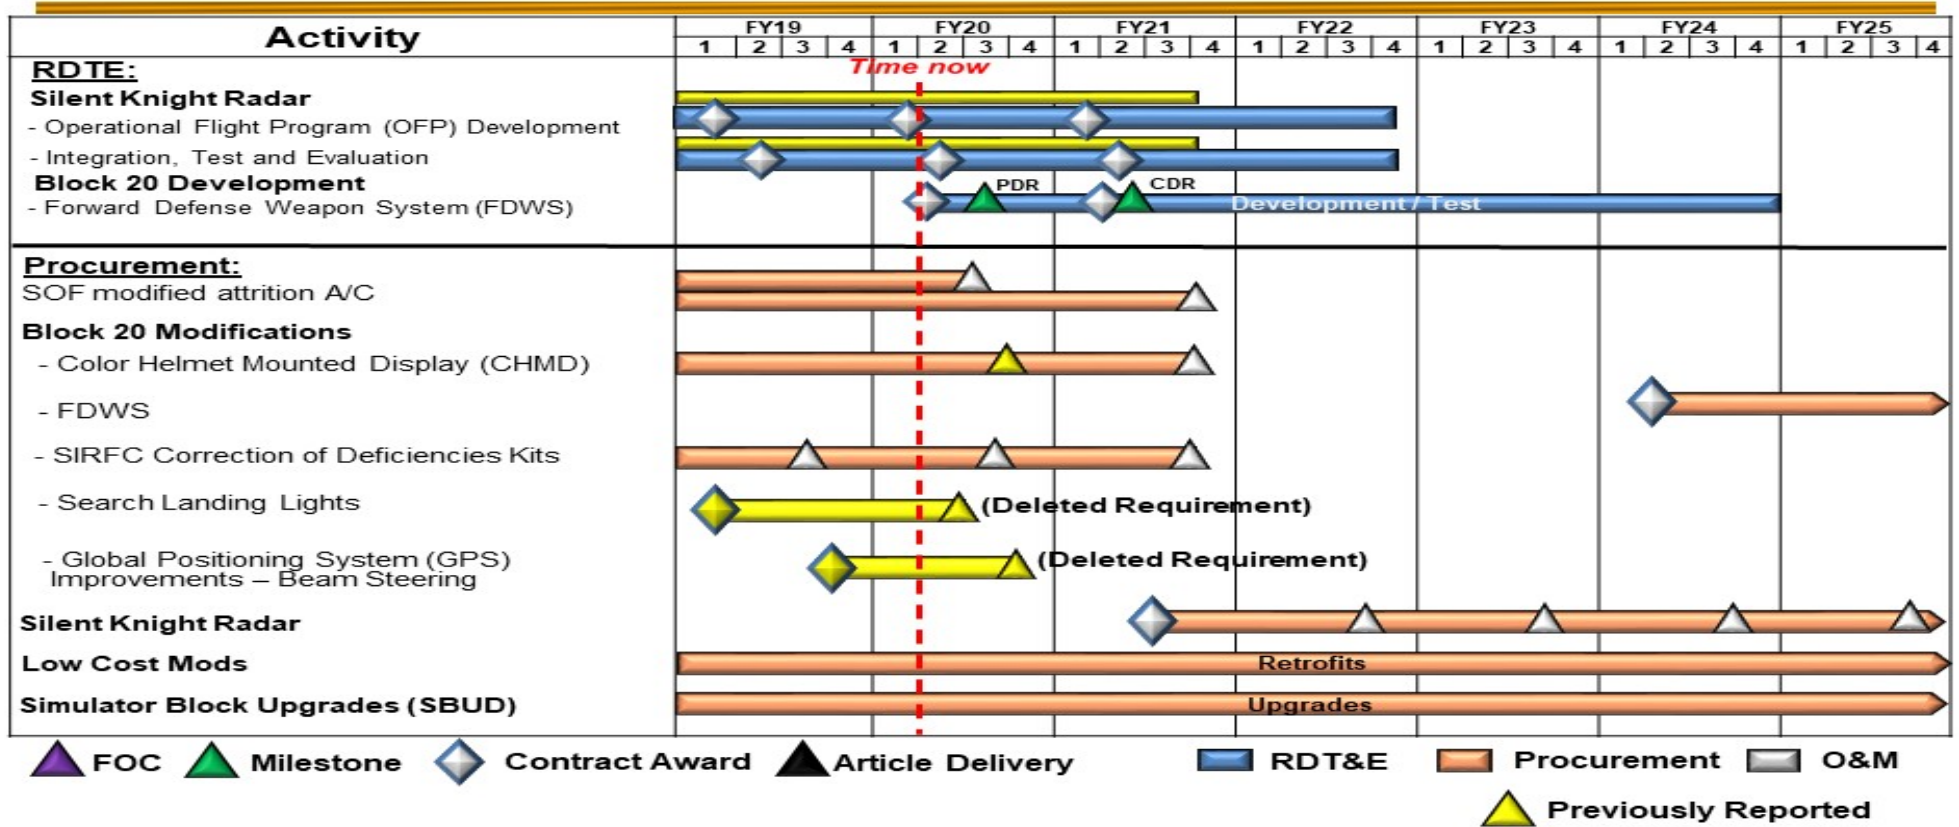 Activity
FY19 FY20 FY21 FY22 FY23 FY24 FY25
1 2 3 4 1 2 3 4 1 2 3 4 1 2 3 4 1 2 3 4 1 2 3 4 1 2 3 4
Time now
RDTE:
Silent Knight Radar
- Operational Flight Program (OFP) Development
- Integration, Test and Evaluation
Block 20 Development
PDR CDR
- Forward Defense Weapon System (FDWS)
Development / Test
Procurement:
SOF modified attrition A/C
Block 20 Modifications
- Color Helmet Mounted Display (CHMD)
- FDWS
- SIRFC Correction of Deficiencies Kits
- Search Landing Lights
(Deleted Requirement)
- Global Positioning System (GPS)
Improvements – Beam Steering
(Deleted Requirement)
Silent Knight Radar
Low Cost Mods
Retrofits
Simulator Block Upgrades (SBUD)
Upgrades
FOC Milestone Contract Award Article Delivery RDT&E Procurement O&M
Previously Reported